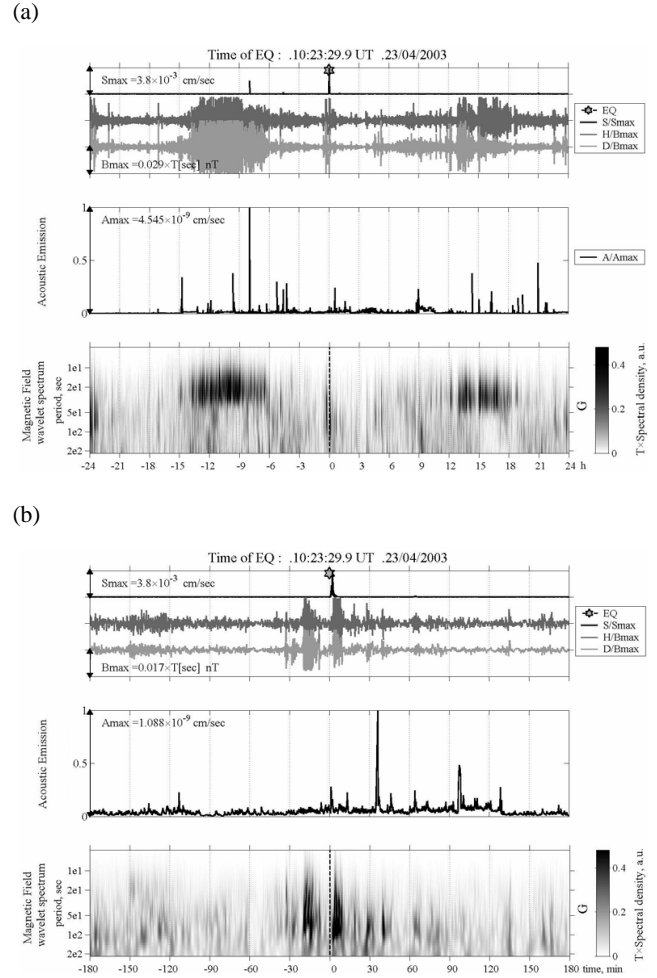 (a)
Time of EQ : .10:23:29.9 UT .23/04/2003
Smax =3.8×10⁻³ cm/sec
Bmax =0.029×T[sec] nT
EQ
S/Smax
H/Bmax
D/Bmax
Acoustic Emission
1
0.5
0
Amax =4.545×10⁻⁹ cm/sec
A/Amax
Magnetic Field
wavelet spectrum
period, sec
1e1
2e1
5e1
1e2
2e2
G
0.4
0.2
0
T×Spectral density, a.u.
-24 -21 -18 -15 -12 -9 -6 -3 0 3 6 9 12 15 18 21 24 h
(b)
Time of EQ : .10:23:29.9 UT .23/04/2003
Smax =3.8×10⁻³ cm/sec
Bmax =0.017×T[sec] nT
EQ
S/Smax
H/Bmax
D/Bmax
Acoustic Emission
1
0.5
0
Amax =1.088×10⁻⁹ cm/sec
Magnetic Field
wavelet spectrum
period, sec
1e1
2e1
5e1
1e2
2e2
G
0.4
0.2
0
T×Spectral density, a.u.
-180 -150 -120 -90 -60 -30 0 30 60 90 120 150 180 time, min